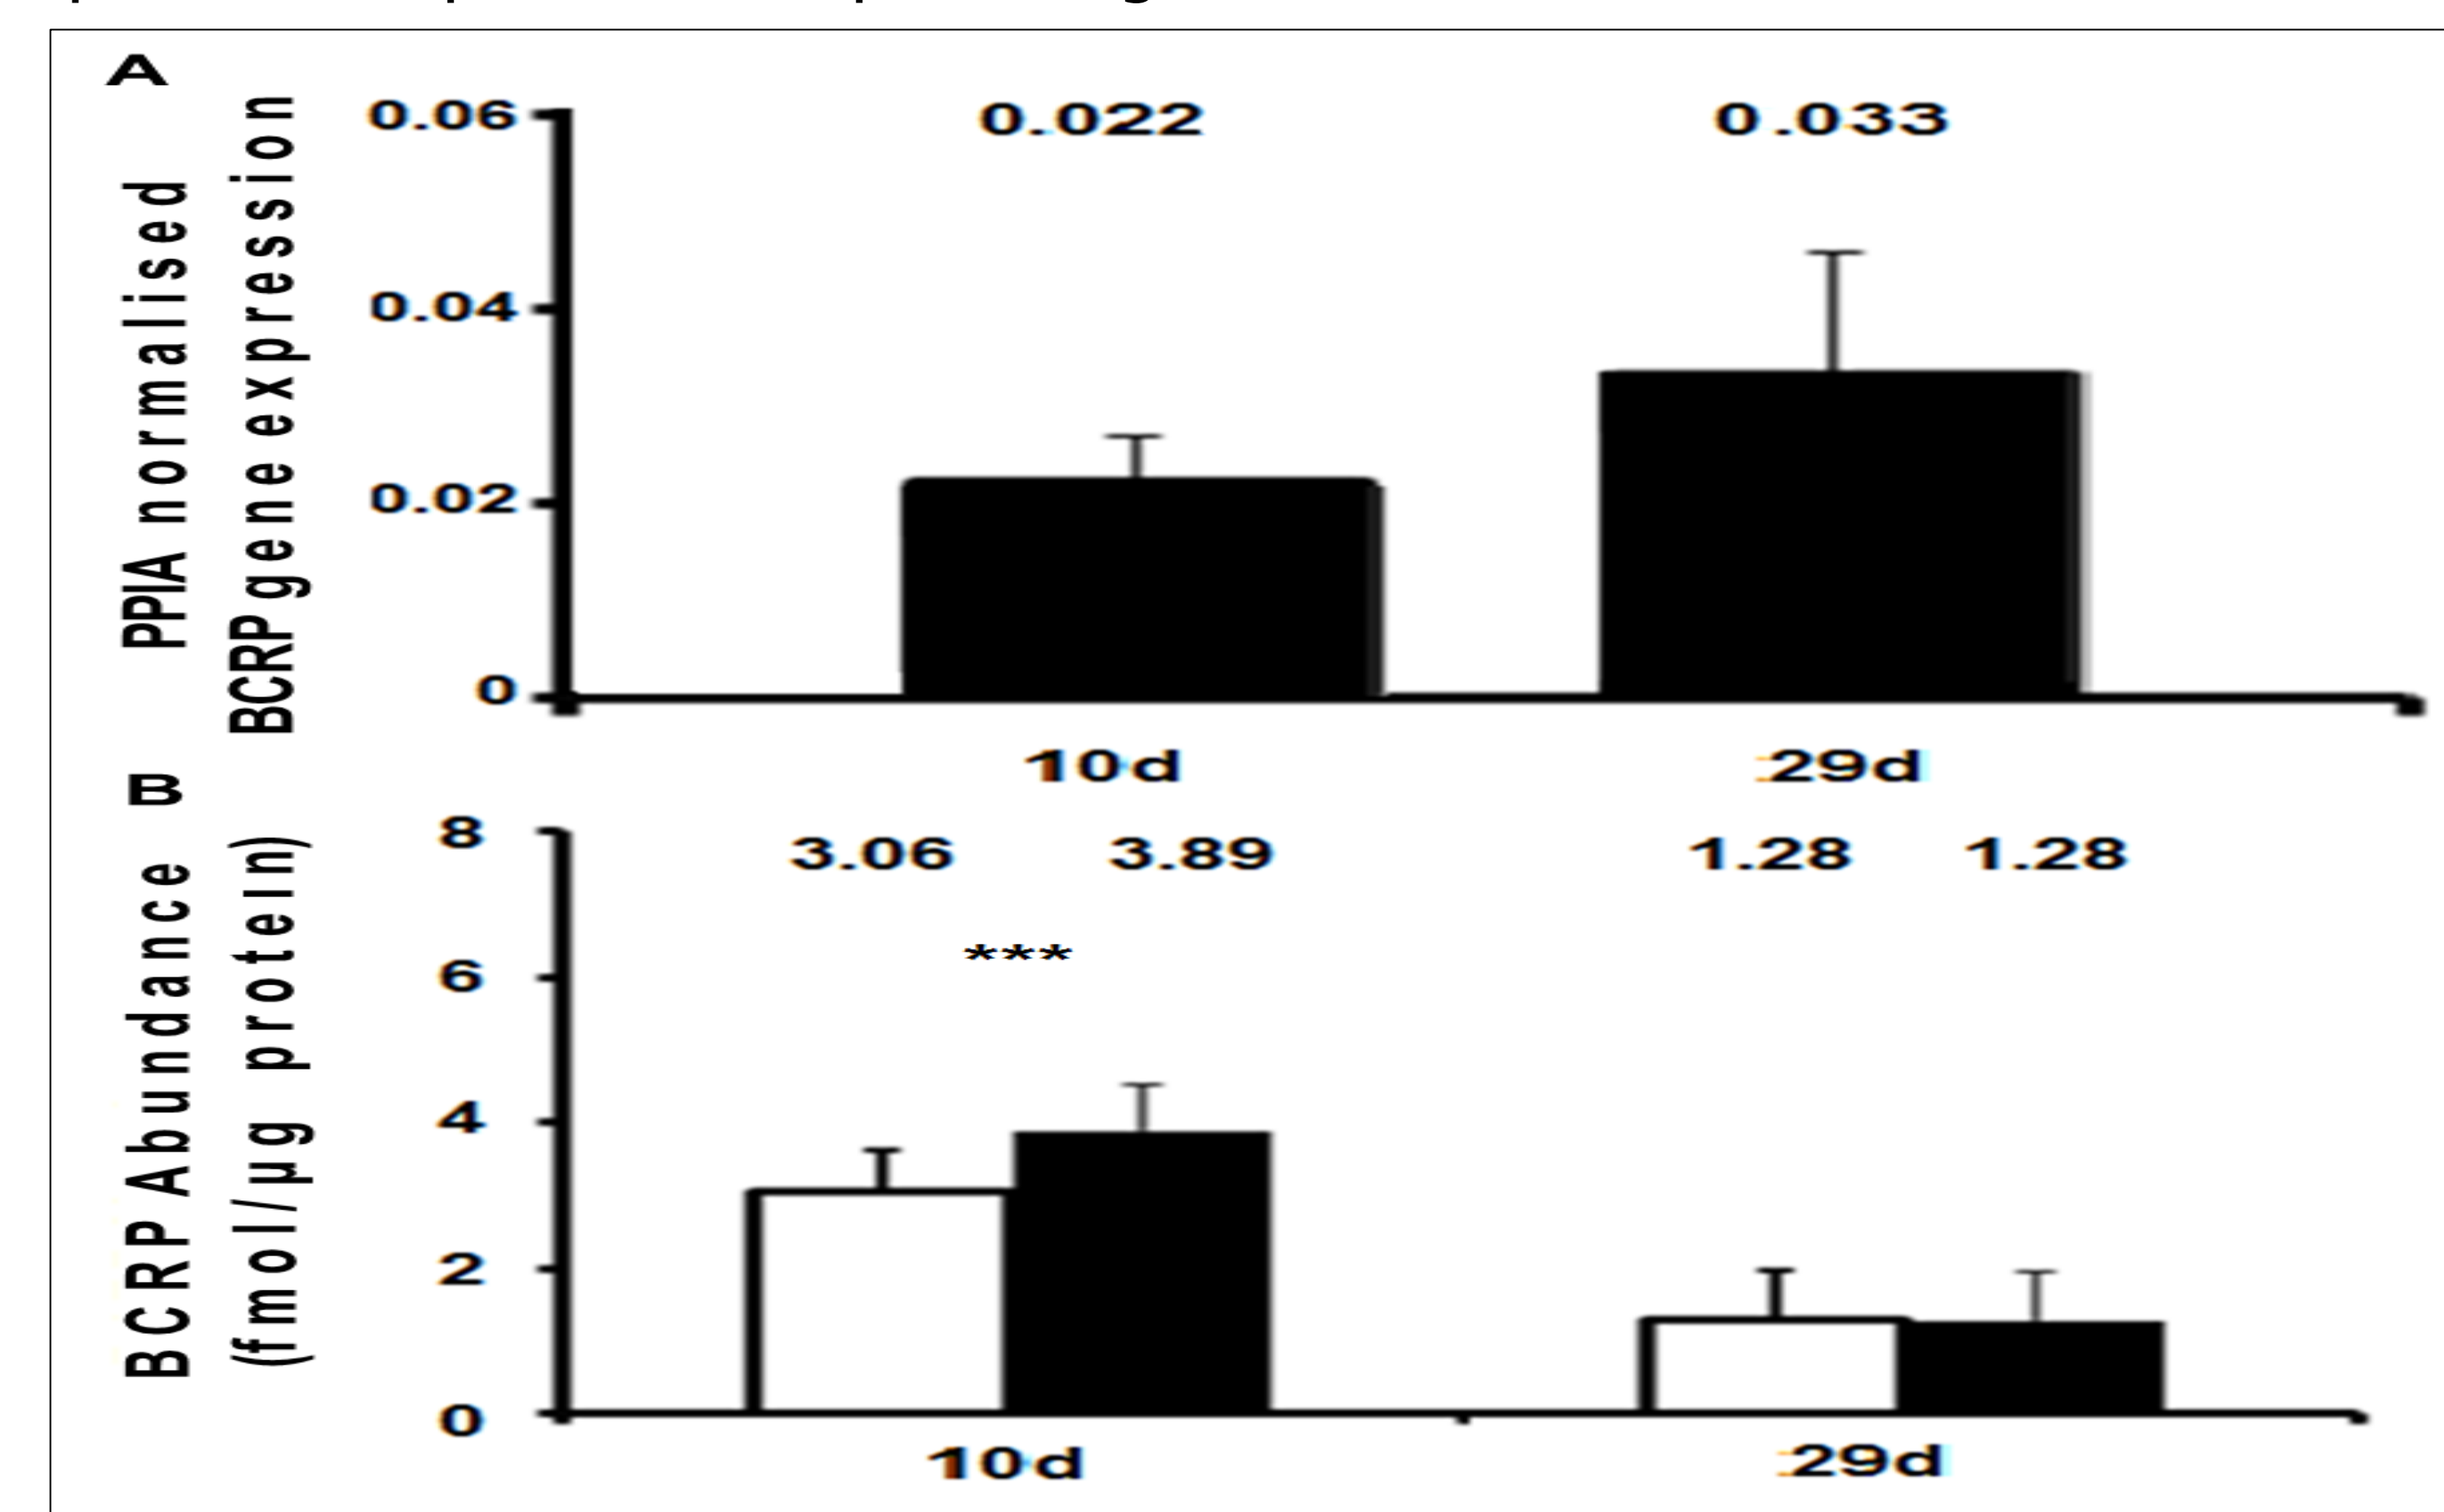 A
PPIA normalised
BCRP gene expression
0.06
0.04
0.02
0
0.022 0.033
10d 29d
B
BCRP Abundance
(fmol/µg protein)
8
6
4
2
0
3.06 3.89 1.28 1.28
***
10d 29d